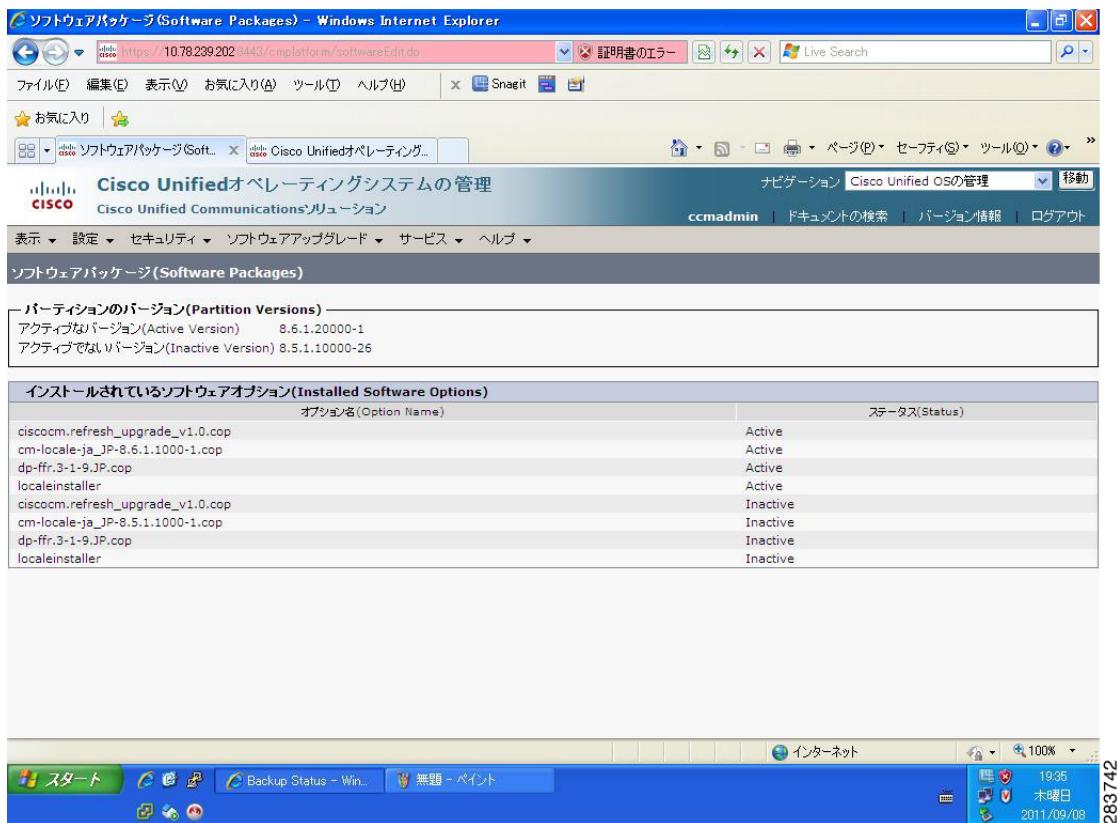 ソフトウェアパッケージ(Software Packages) - Windows Internet Explorer
https://10.78.239.202:8443/cmplatform/softwareEdit.do
証明書のエラー
Live Search
ファイル(F) 編集(E) 表示(V) お気に入り(A) ツール(T) ヘルプ(H) x Snagit
お気に入り
ソフトウェアパッケージ(Soft... x Cisco Unifiedオペレーティング...
ページ(P) セーフティ(S) ツール(O) »
CISCO
Cisco Unifiedオペレーティングシステムの管理
Cisco Unified Communicationsソリューション
ナビゲーション Cisco Unified OSの管理 移動
ccmadmin | ドキュメントの検索 | バージョン情報 | ログアウト
表示 設定 セキュリティ ソフトウェアアップグレード サービス ヘルプ
ソフトウェアパッケージ(Software Packages)
パーティションのバージョン(Partition Versions)
アクティブなバージョン(Active Version) 8.6.1.20000-1
アクティブでないバージョン(Inactive Version) 8.5.1.10000-26
インストールされているソフトウェアオプション(Installed Software Options)
オプション名(Option Name) ステータス(Status)
ciscocm.refresh_upgrade_v1.0.cop Active
cm-locale-ja_JP-8.6.1.1000-1.cop Active
dp-ffr.3-1-9.JP.cop Active
localeinstaller Active
ciscocm.refresh_upgrade_v1.0.cop Inactive
cm-locale-ja_JP-8.5.1.1000-1.cop Inactive
dp-ffr.3-1-9.JP.cop Inactive
localeinstaller Inactive
インターネット 100%
スタート Backup Status - Win... 無題 - ペイント
19:35
木曜日
2011/09/08
283742